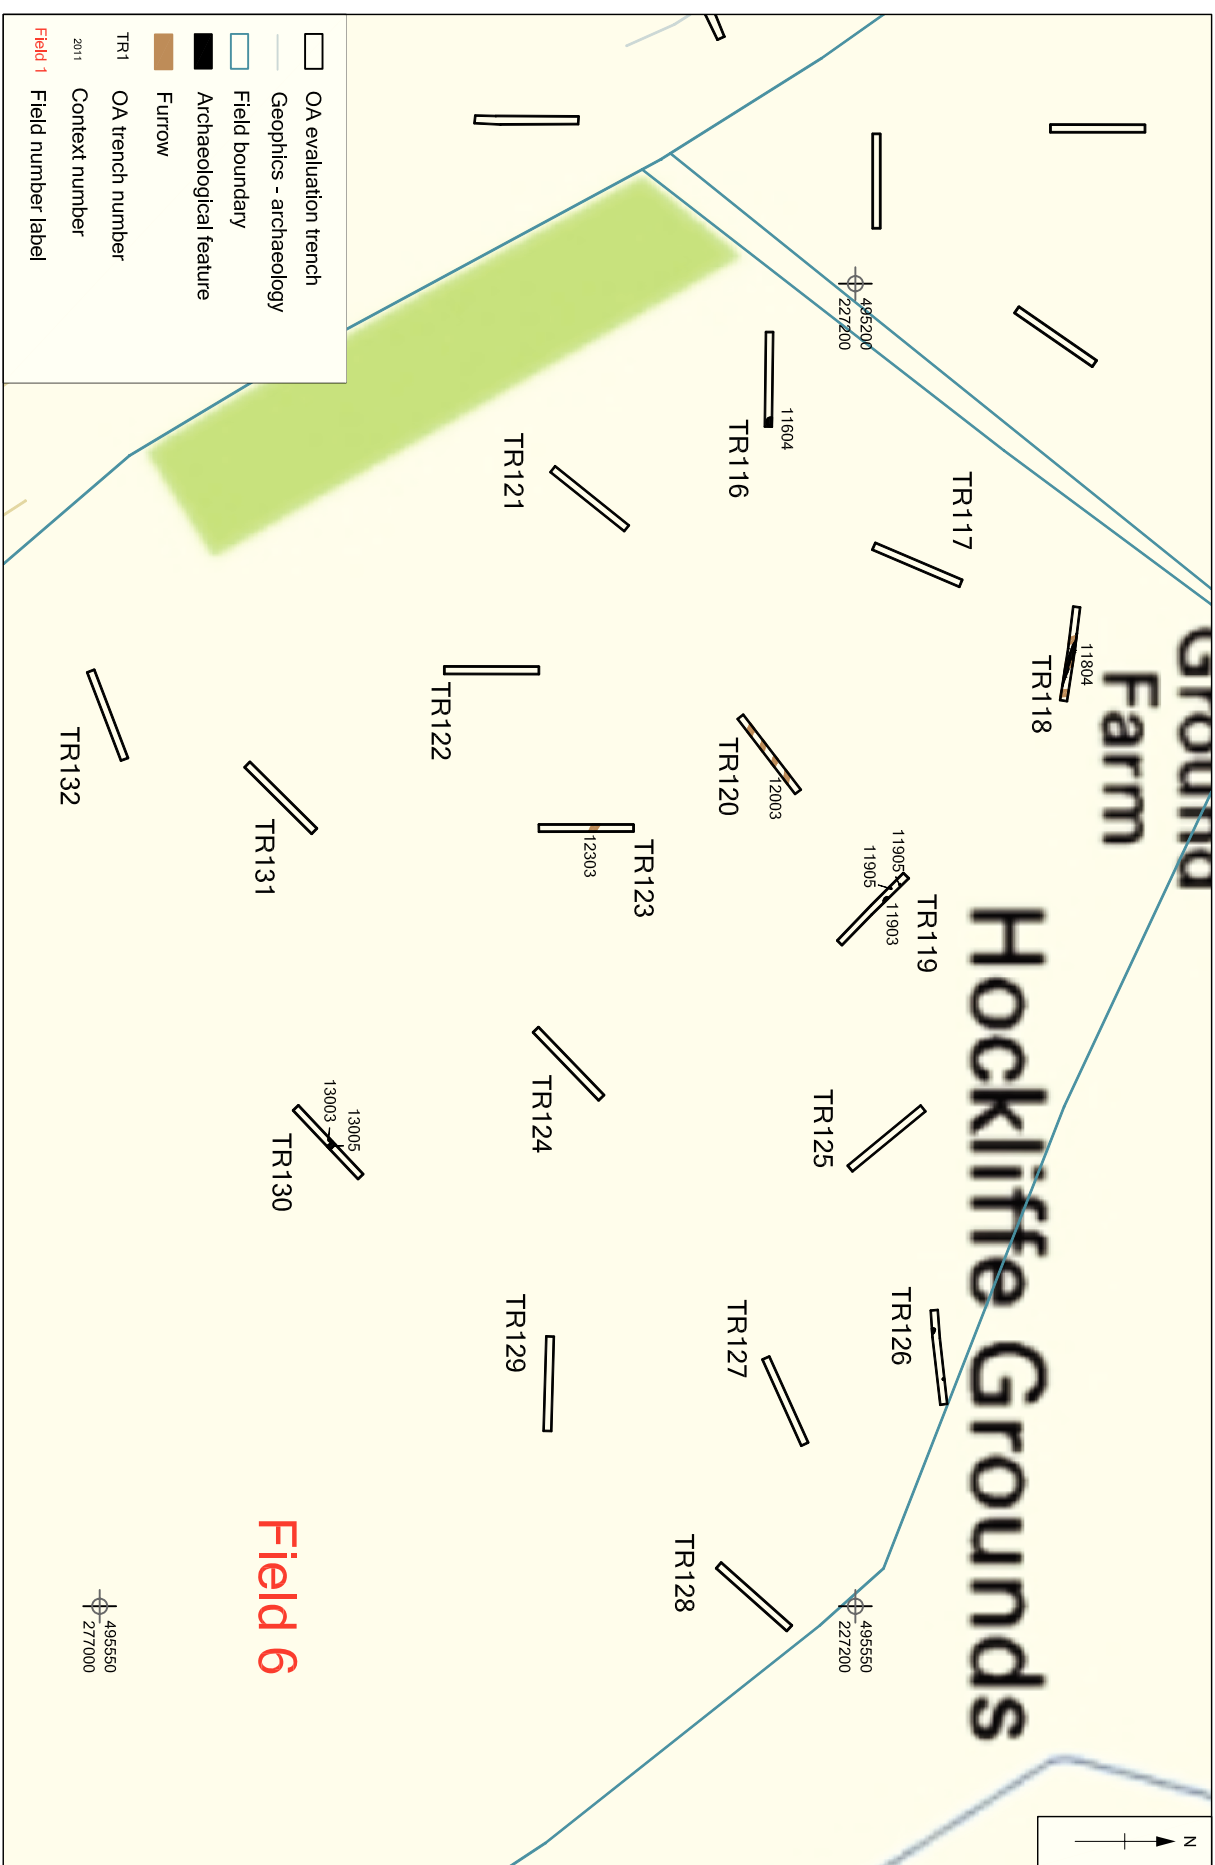 Ground
Farm
Hockliffe Grounds
N
495200
227200
11604
TR116
TR117
11804
TR118
TR121
TR122
TR120
12003
TR123
12303
11905
11905
11903
TR119
TR124
TR125
TR126
TR127
TR128
TR129
13003
13005
TR130
TR131
TR132
495550
227200
495550
277000
Field 6
OA evaluation trench
Geophics - archaeology
Field boundary
Archaeological feature
Furrow
TR1 OA trench number
2011 Context number
Field 1 Field number label